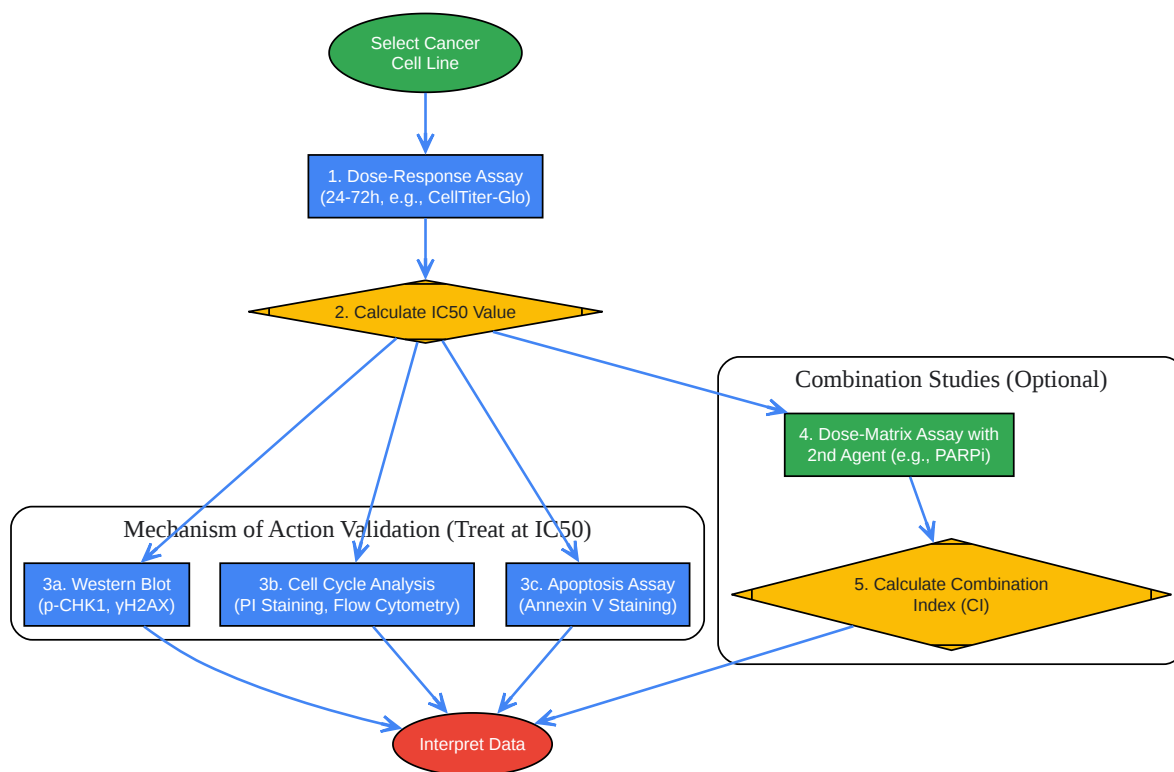 Select Cancer
Cell Line
1. Dose-Response Assay
(24-72h, e.g., CellTiter-Glo)
2. Calculate IC50 Value
Combination Studies (Optional)
4. Dose-Matrix Assay with
2nd Agent (e.g., PARPi)
Mechanism of Action Validation (Treat at IC50)
3a. Western Blot
(p-CHK1, γH2AX)
3b. Cell Cycle Analysis
(PI Staining, Flow Cytometry)
3c. Apoptosis Assay
(Annexin V Staining)
5. Calculate Combination
Index (CI)
Interpret Data